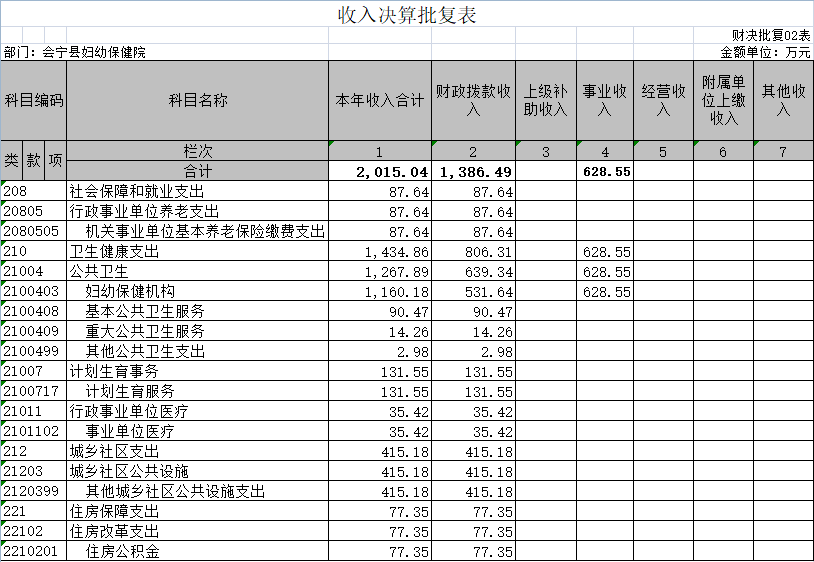 收入决算批复表
财决批复02表
部门：会宁县妇幼保健院 金额单位：万元
科目编码 科目名称 本年收入合计 财政拨款收入 上级补助收入 事业收入 经营收入 附属单位上缴收入 其他收入
类 款 项 栏次 1 2 3 4 5 6 7
合计 2,015.04 1,386.49 628.55
208 社会保障和就业支出 87.64 87.64
20805 行政事业单位养老支出 87.64 87.64
2080505 机关事业单位基本养老保险缴费支出 87.64 87.64
210 卫生健康支出 1,434.86 806.31 628.55
21004 公共卫生 1,267.89 639.34 628.55
2100403 妇幼保健机构 1,160.18 531.64 628.55
2100408 基本公共卫生服务 90.47 90.47
2100409 重大公共卫生服务 14.26 14.26
2100499 其他公共卫生支出 2.98 2.98
21007 计划生育事务 131.55 131.55
2100717 计划生育服务 131.55 131.55
21011 行政事业单位医疗 35.42 35.42
2101102 事业单位医疗 35.42 35.42
212 城乡社区支出 415.18 415.18
21203 城乡社区公共设施 415.18 415.18
2120399 其他城乡社区公共设施支出 415.18 415.18
221 住房保障支出 77.35 77.35
22102 住房改革支出 77.35 77.35
2210201 住房公积金 77.35 77.35